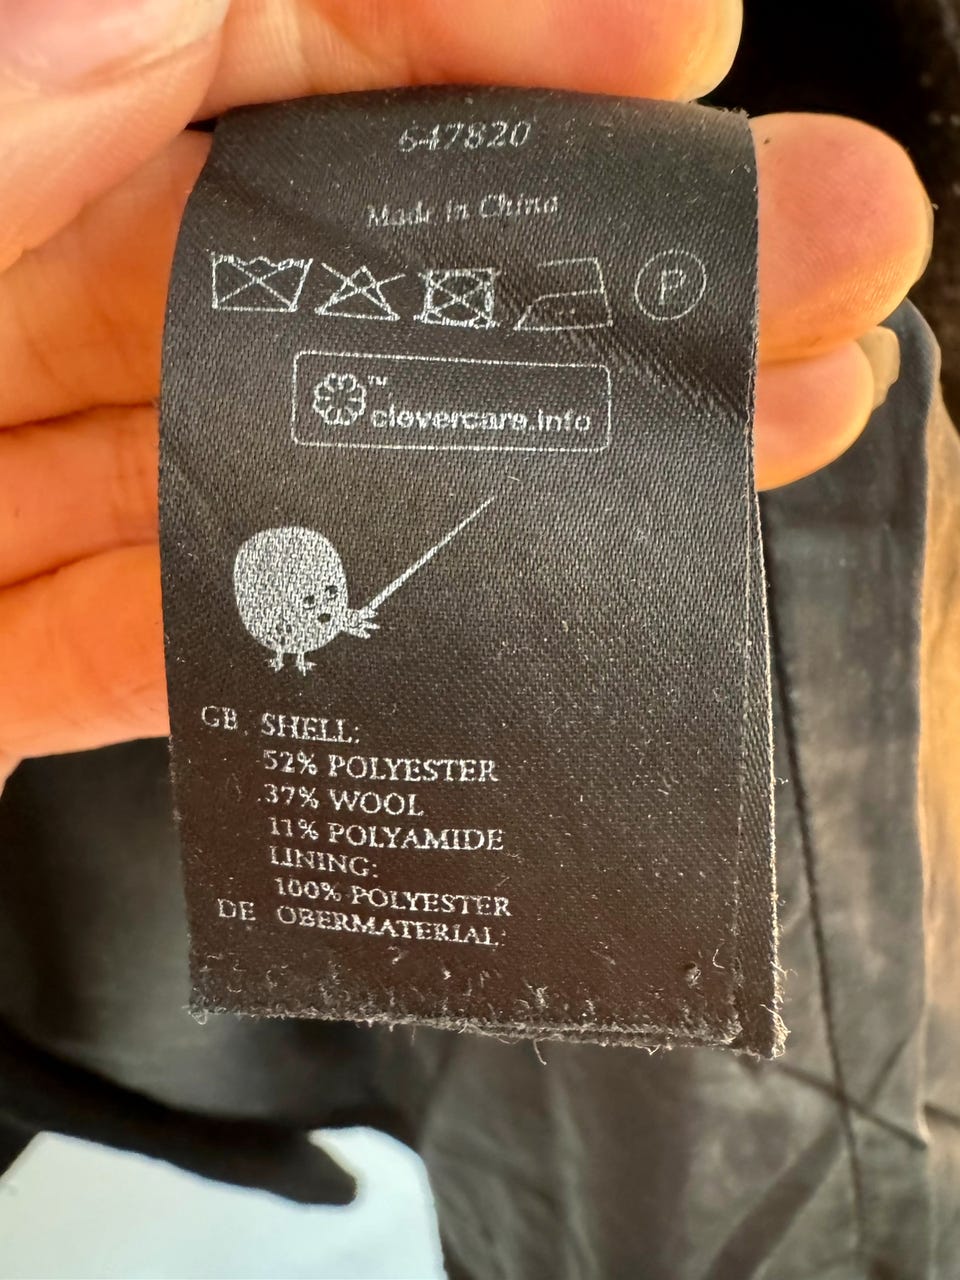 647820
Made in China
P
™
clevercare.info
GB SHELL:
52% POLYESTER
37% WOOL
11% POLYAMIDE
LINING:
100% POLYESTER
DE OBERMATERIAL: